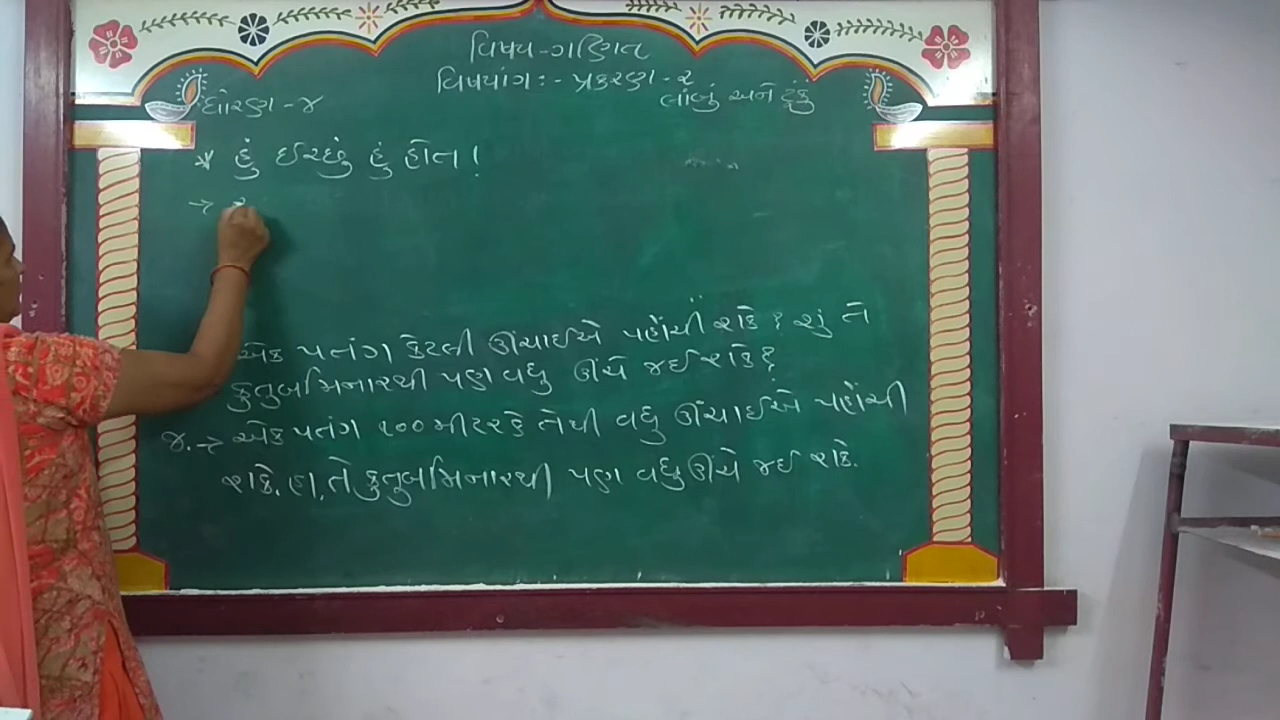 વિષય-ગણિત
વિષયાંગ:- પ્રકરણ-૨
ધોરણ-૪
લાંબું અને ટૂંકું
* હું ઈચ્છું હું હોત!
→
એક પતંગ કેટલી ઊંચાઈએ પહોંચી શકે? શું તે
કુતુબમિનારથી પણ વધુ ઊંચે જઈ શકે?
જ.→ એક પતંગ ૧૦૦ મીટર કે તેથી વધુ ઊંચાઈએ પહોંચી
શકે. હા, તે કુતુબમિનારથી પણ વધુ ઊંચે જઈ શકે.